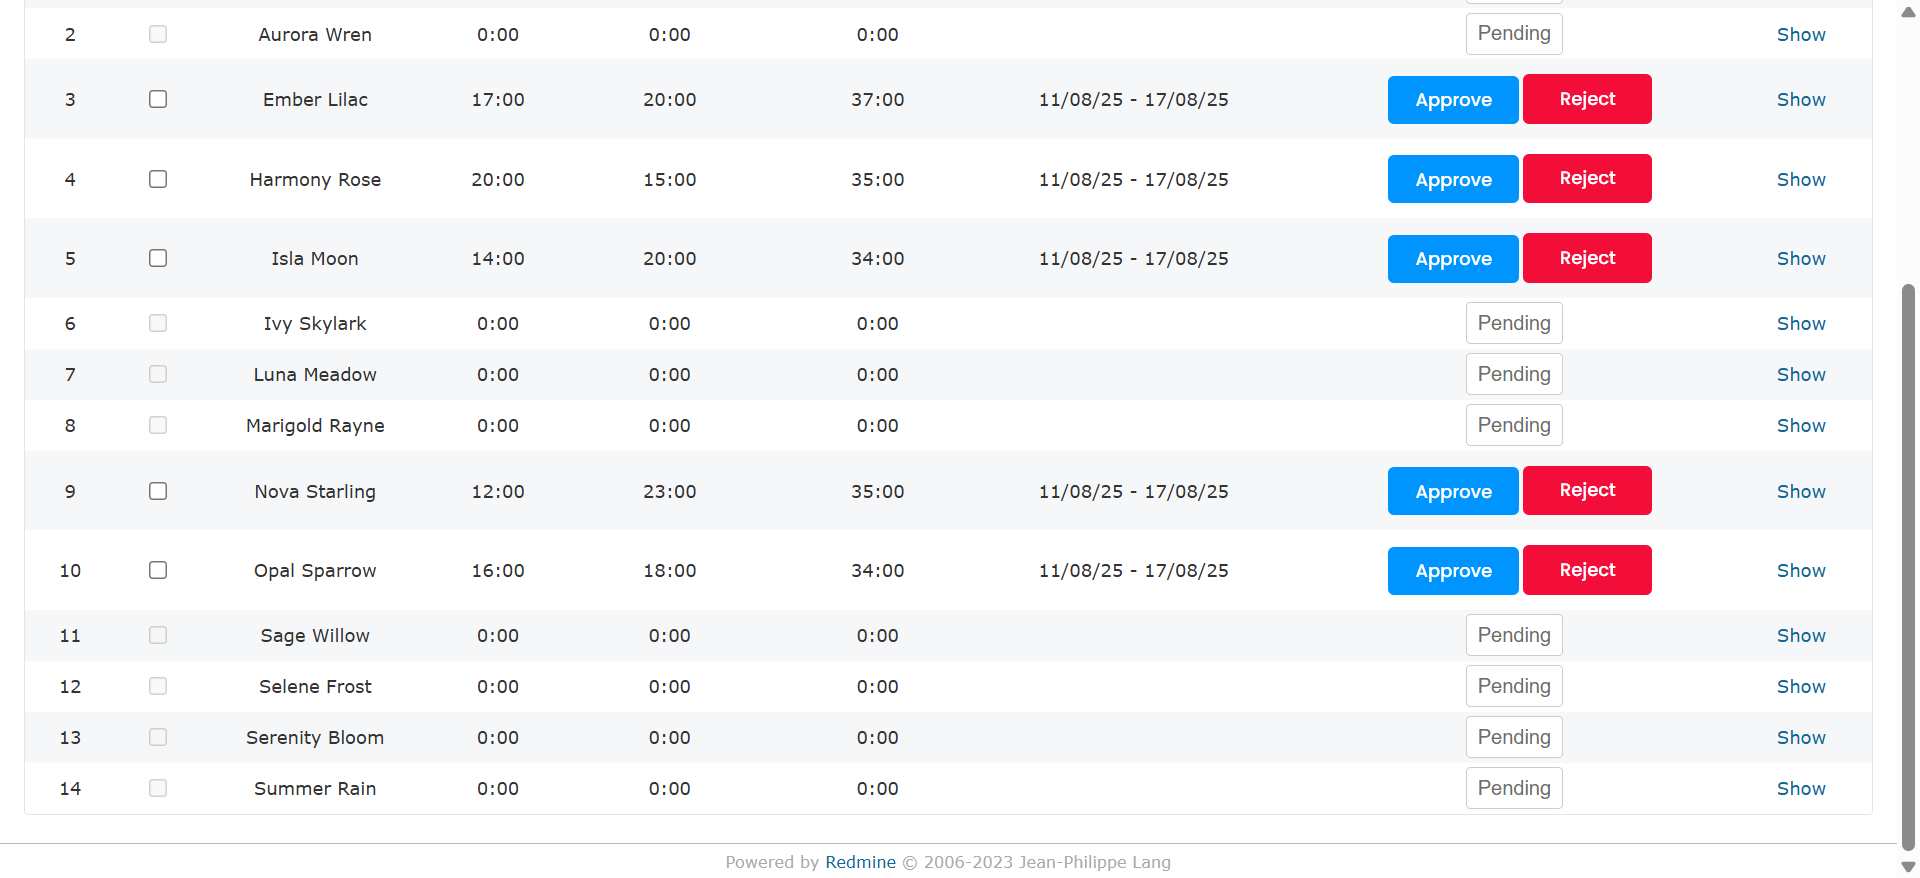 2 Aurora Wren 0:00 0:00 0:00 Pending Show
3 Ember Lilac 17:00 20:00 37:00 11/08/25 - 17/08/25 Approve Reject Show
4 Harmony Rose 20:00 15:00 35:00 11/08/25 - 17/08/25 Approve Reject Show
5 Isla Moon 14:00 20:00 34:00 11/08/25 - 17/08/25 Approve Reject Show
6 Ivy Skylark 0:00 0:00 0:00 Pending Show
7 Luna Meadow 0:00 0:00 0:00 Pending Show
8 Marigold Rayne 0:00 0:00 0:00 Pending Show
9 Nova Starling 12:00 23:00 35:00 11/08/25 - 17/08/25 Approve Reject Show
10 Opal Sparrow 16:00 18:00 34:00 11/08/25 - 17/08/25 Approve Reject Show
11 Sage Willow 0:00 0:00 0:00 Pending Show
12 Selene Frost 0:00 0:00 0:00 Pending Show
13 Serenity Bloom 0:00 0:00 0:00 Pending Show
14 Summer Rain 0:00 0:00 0:00 Pending Show
Powered by Redmine © 2006-2023 Jean-Philippe Lang